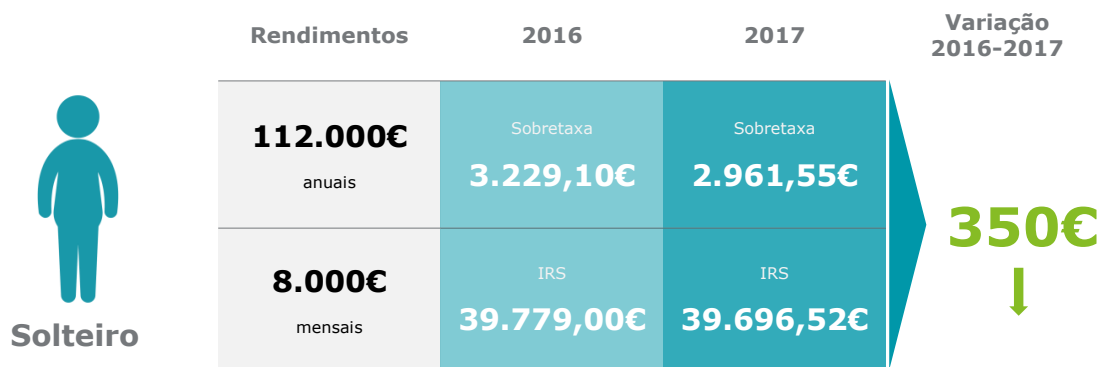 Rendimentos
2016
2017
Variação
2016-2017
112.000€
anuais
Sobretaxa
3.229,10€
Sobretaxa
2.961,55€
350€
8.000€
mensais
IRS
39.779,00€
IRS
39.696,52€
Solteiro